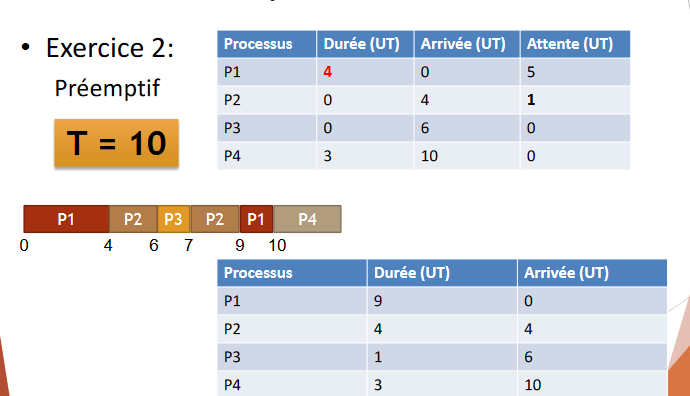 • Exercice 2:
Préemptif
T = 10
Processus Durée (UT) Arrivée (UT) Attente (UT)
P1 4 0 5
P2 0 4 1
P3 0 6 0
P4 3 10 0
P1 P2 P3 P2 P1 P4
0 4 6 7 9 10
Processus Durée (UT) Arrivée (UT)
P1 9 0
P2 4 4
P3 1 6
P4 3 10